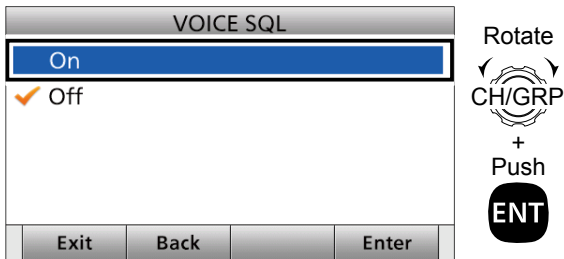 VOICE SQL
On
Off
Exit Back Enter
Rotate
CH/GRP
+
Push
ENT